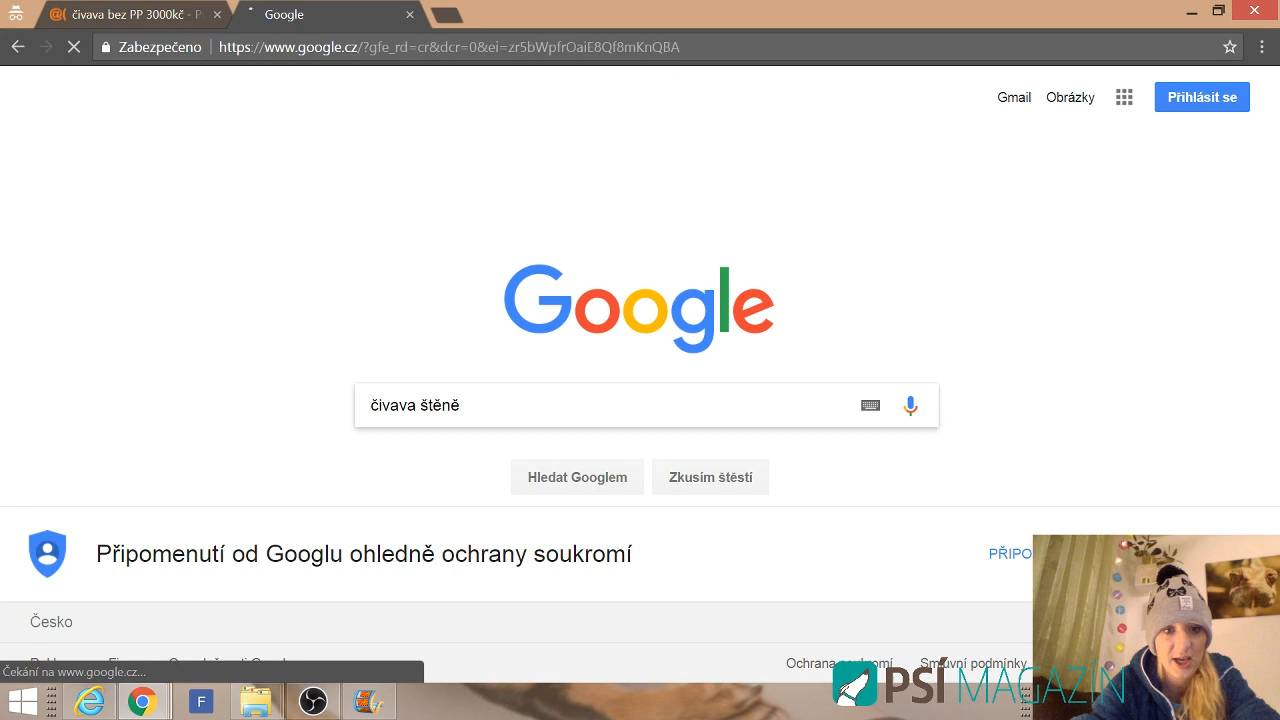 @( čivava bez PP 3000kč - P
Google
Zabezpečeno
https://www.google.cz/?gfe_rd=cr&dcr=0&ei=zr5bWpfrOaiE8Qf8mKnQBA
Gmail Obrázky Přihlásit se
Google
čivava štěně
Hledat Googlem Zkusím štěstí
Připomenutí od Googlu ohledně ochrany soukromí
PŘIPO
Česko
Ochrana soukromí Smluvní podmínky
Čekání na www.google.cz...
F
PSÍ MAGAZÍN